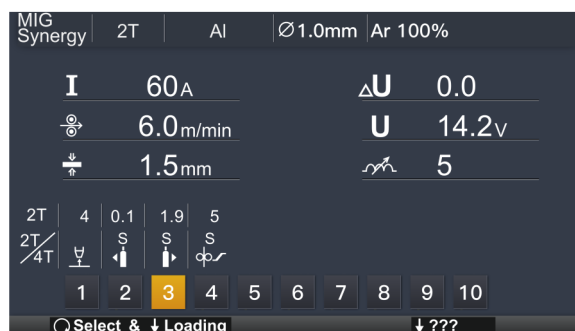 MIG Synergy 2T Al Ø1.0mm Ar 100%
I 60A △U 0.0
6.0m/min U 14.2V
1.5mm 5
2T 4 0.1 1.9 5
2T/4T S S S
1 2 3 4 5 6 7 8 9 10
Select & ↓ Loading ↓ ???